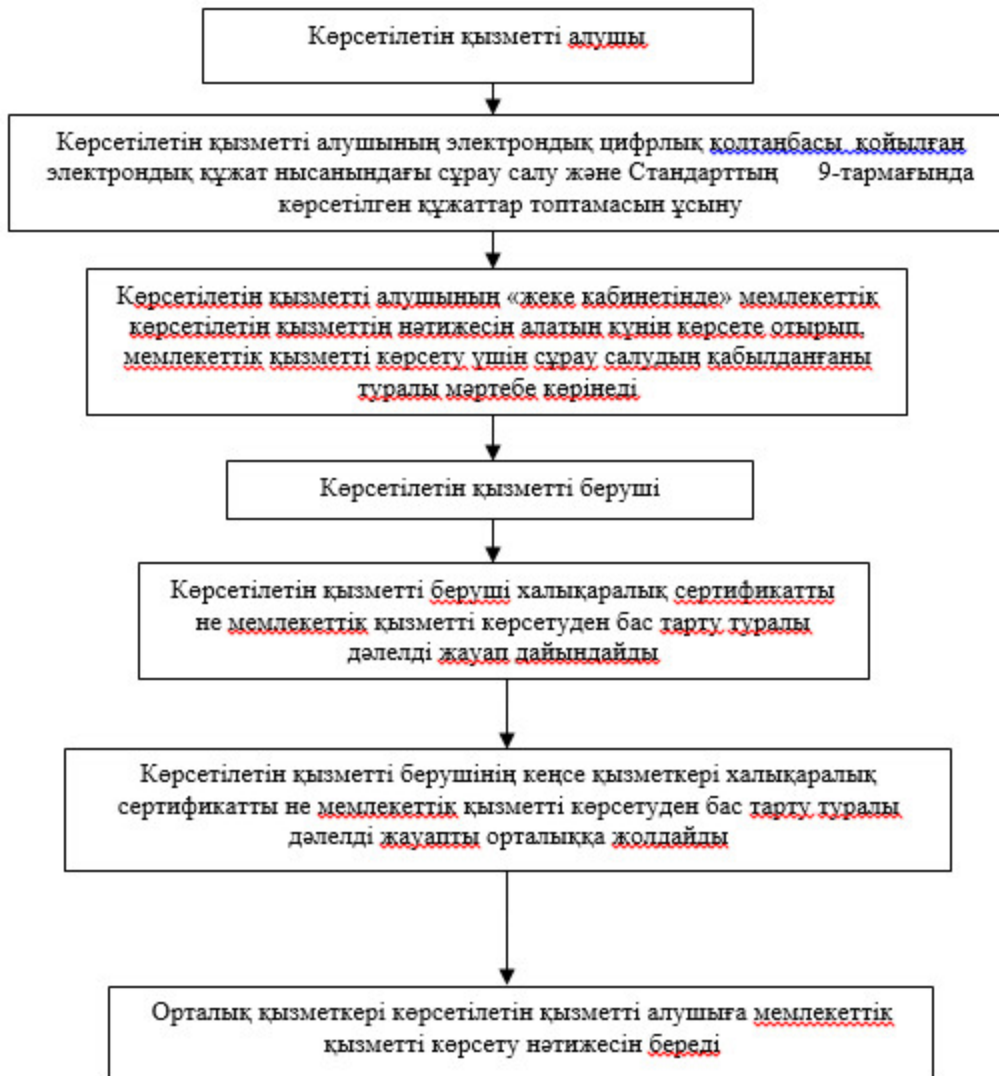 Көрсетілетін қызметті алушы
Көрсетілетін қызметті алушының электрондық цифрлық қолтаңбасы қойылған
электрондық құжат нысанындағы сұрау салу және Стандарттың 9-тармағында
көрсетілген құжаттар топтамасын ұсыну
Көрсетілетін қызметті алушының «жеке кабинетінде» мемлекеттік
көрсетілетін қызметтің нәтижесін алатын күнін көрсете отырып,
мемлекеттік қызметті көрсету үшін сұрау салудың қабылданғаны
туралы мәртебе көрінеді
Көрсетілетін қызметті беруші
Көрсетілетін қызметті беруші халықаралық сертификатты
не мемлекеттік қызметті көрсетуден бас тарту туралы
дәлелді жауап дайындайды
Көрсетілетін қызметті берушінің кеңсе қызметкері халықаралық
сертификатты не мемлекеттік қызметті көрсетуден бас тарту туралы
дәлелді жауапты орталыққа жолдайды
Орталық қызметкері көрсетілетін қызметті алушыға мемлекеттік
қызметті көрсету нәтижесін береді